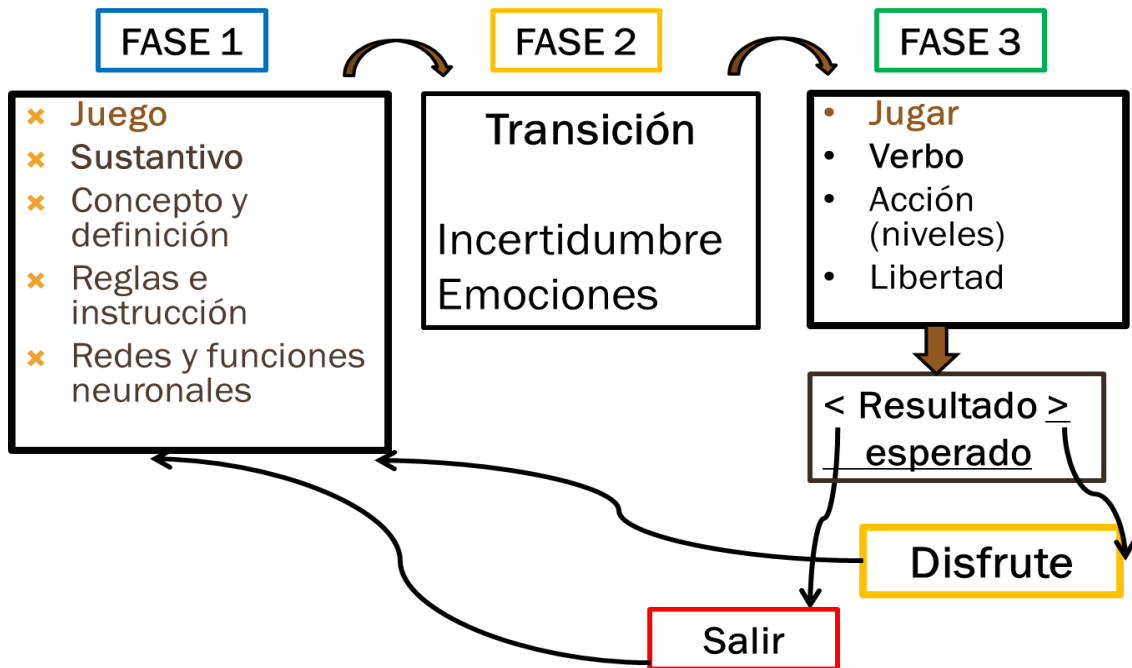 FASE 1
FASE 2
FASE 3
Juego
Sustantivo
Concepto y
definición
Reglas e
instrucción
Redes y funciones
neuronales
Transición
Incertidumbre
Emociones
Jugar
Verbo
Acción
(niveles)
Libertad
< Resultado >
esperado
Disfrute
Salir